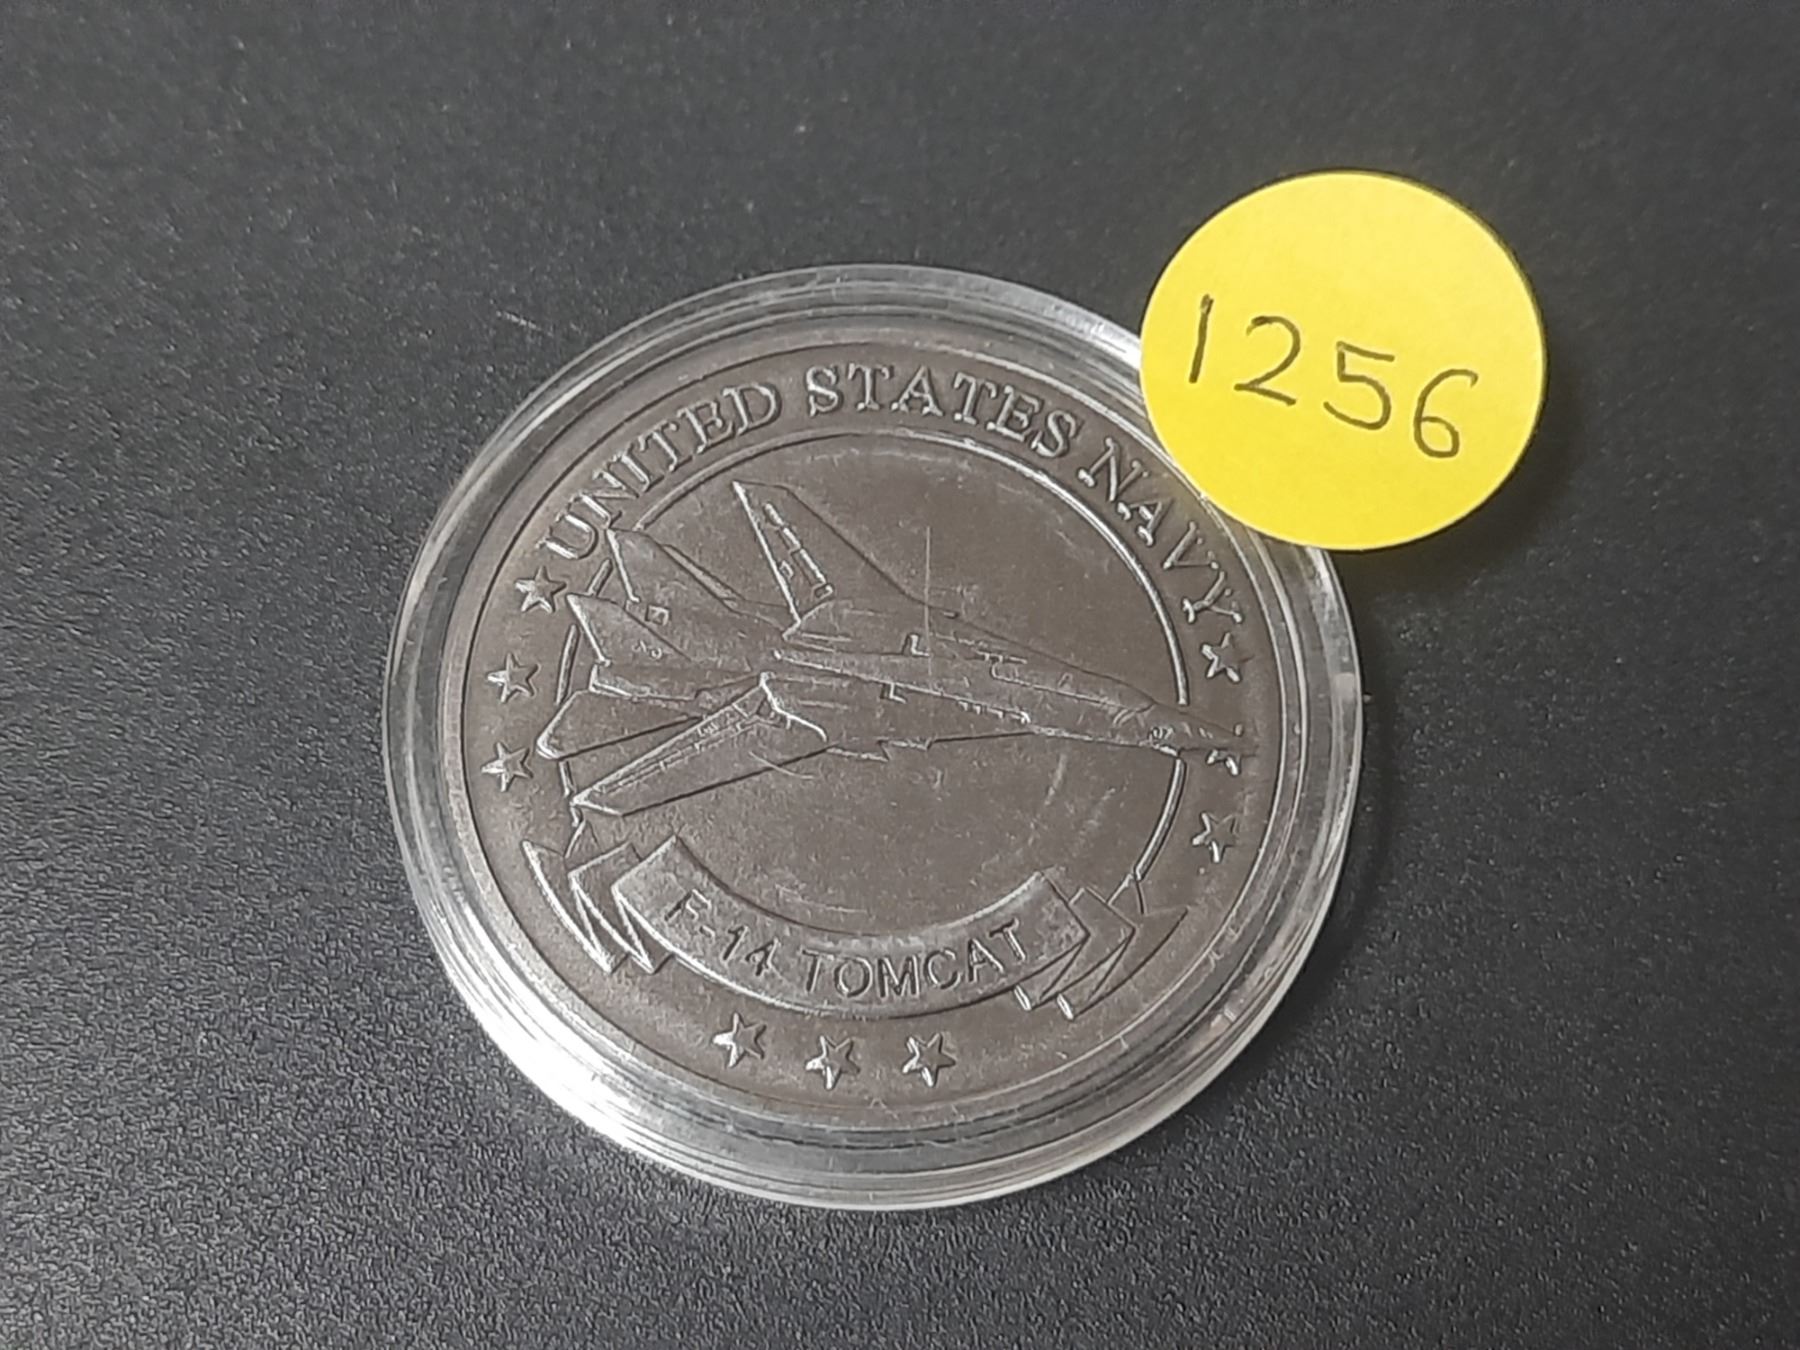 1256
UNITED STATES NAVY
F-14 TOMCAT